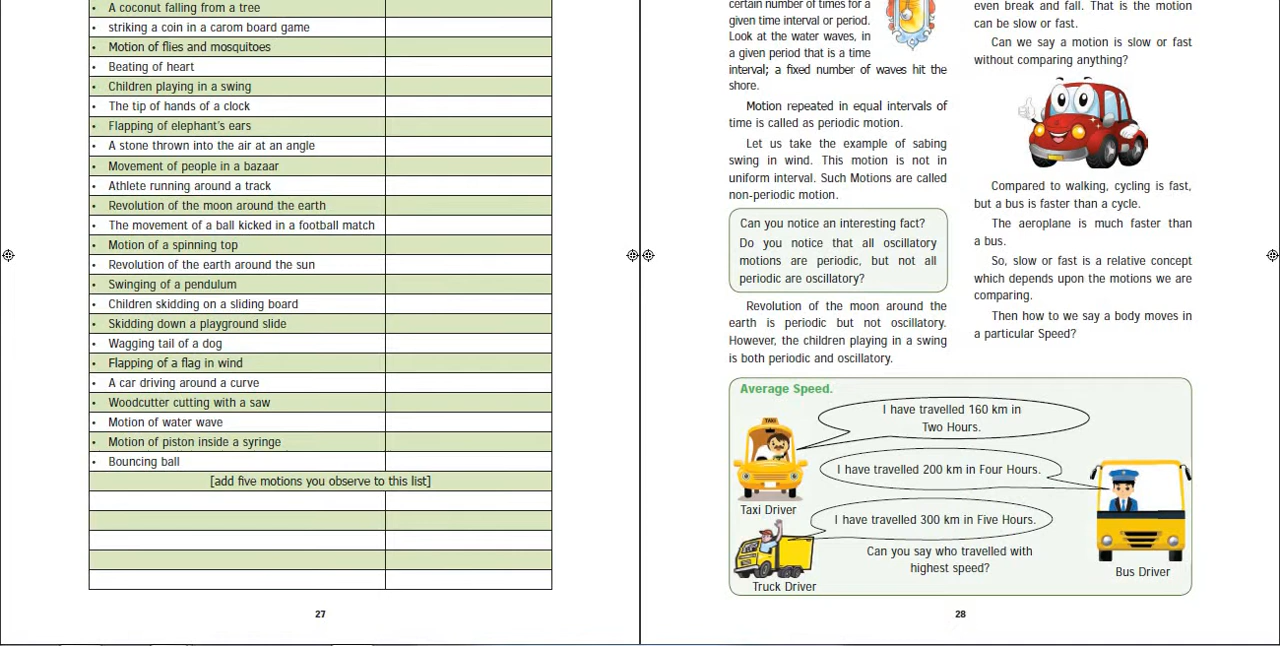 • A coconut falling from a tree
• striking a coin in a carom board game
• Motion of flies and mosquitoes
• Beating of heart
• Children playing in a swing
• The tip of hands of a clock
• Flapping of elephant's ears
• A stone thrown into the air at an angle
• Movement of people in a bazaar
• Athlete running around a track
• Revolution of the moon around the earth
• The movement of a ball kicked in a football match
• Motion of a spinning top
• Revolution of the earth around the sun
• Swinging of a pendulum
• Children skidding on a sliding board
• Skidding down a playground slide
• Wagging tail of a dog
• Flapping of a flag in wind
• A car driving around a curve
• Woodcutter cutting with a saw
• Motion of water wave
• Motion of piston inside a syringe
• Bouncing ball
[add five motions you observe to this list]
27
certain number of times for a
given time interval or period.
Look at the water waves, in
a given period that is a time
interval; a fixed number of waves hit the
shore.
Motion repeated in equal intervals of
time is called as periodic motion.
Let us take the example of sabing
swing in wind. This motion is not in
uniform interval. Such Motions are called
non-periodic motion.
Can you notice an interesting fact?
Do you notice that all oscillatory
motions are periodic, but not all
periodic are oscillatory?
Revolution of the moon around the
earth is periodic but not oscillatory.
However, the children playing in a swing
is both periodic and oscillatory.
even break and fall. That is the motion
can be slow or fast.
Can we say a motion is slow or fast
without comparing anything?
Compared to walking, cycling is fast,
but a bus is faster than a cycle.
The aeroplane is much faster than
a bus.
So, slow or fast is a relative concept
which depends upon the motions we are
comparing.
Then how to we say a body moves in
a particular Speed?
Average Speed.
TAXI
I have travelled 160 km in
Two Hours.
I have travelled 200 km in Four Hours.
Taxi Driver
I have travelled 300 km in Five Hours.
Can you say who travelled with
highest speed?
Bus Driver
Truck Driver
28